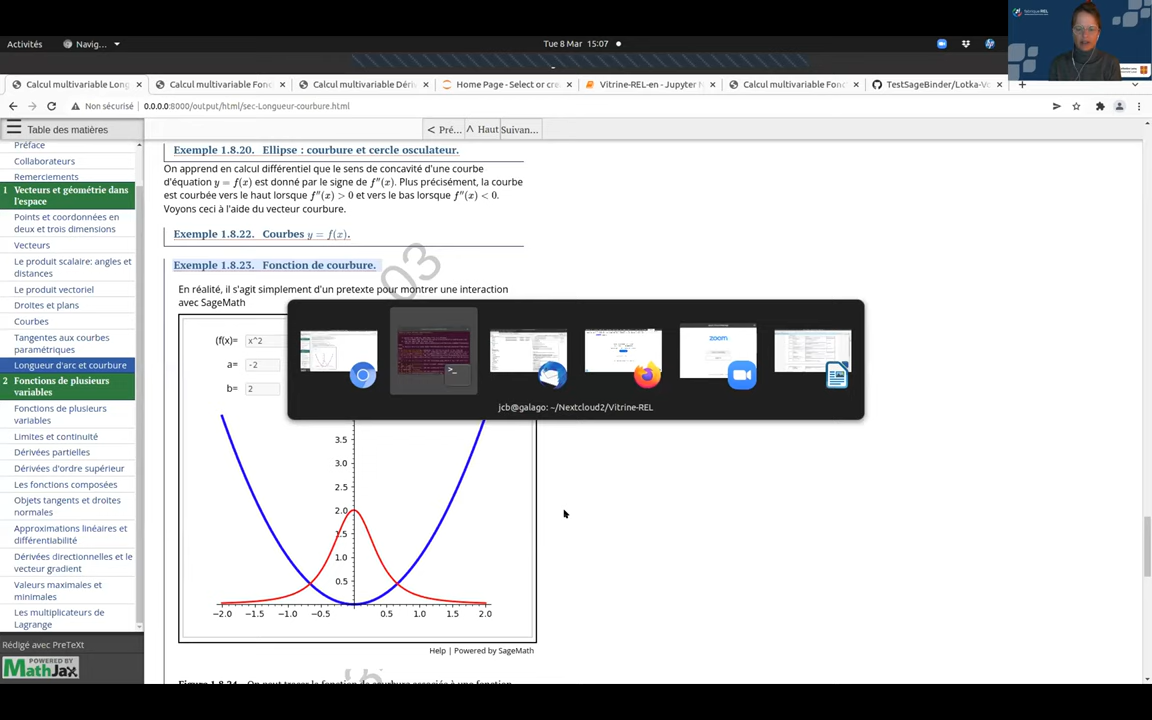 fabrique REL
Activités
Navig...
Tue 8 Mar 15:07
Calcul multivariable Long
Calcul multivariable Fonc
Calcul multivariable Déri
Home Page - Select or cr
Vitrine-REL-en - Jupyter N
Calcul multivariable Fonc
TestSageBinder/Lotka-Vo
Non sécurisé
0.0.0.0:8000/output/html/sec-Longueur-courbure.html
Table des matières
< Pré...
^ Haut
Suivan...
Préface
Collaborateurs
Remerciements
1 Vecteurs et géométrie dans
l'espace
Points et coordonnées en
deux et trois dimensions
Vecteurs
Le produit scalaire: angles et
distances
Le produit vectoriel
Droites et plans
Courbes
Tangentes aux courbes
paramétriques
Longueur d'arc et courbure
2 Fonctions de plusieurs
variables
Fonctions de plusieurs
variables
Limites et continuité
Dérivées partielles
Dérivées d'ordre supérieur
Les fonctions composées
Objets tangents et droites
normales
Approximations linéaires et
différentiabilité
Dérivées directionnelles et le
vecteur gradient
Valeurs maximales et
minimales
Les multiplicateurs de
Lagrange
Rédigé avec PreTeXt
POWERED BY
MathJax
Exemple 1.8.20. Ellipse : courbure et cercle osculateur.
On apprend en calcul différentiel que le sens de concavité d'une courbe
d'équation y = f(x) est donné par le signe de f''(x). Plus précisément, la courbe
est courbée vers le haut lorsque f''(x) > 0 et vers le bas lorsque f''(x) < 0.
Voyons ceci à l'aide du vecteur courbure.
Exemple 1.8.22. Courbes y = f(x).
Exemple 1.8.23. Fonction de courbure.
03
En réalité, il s'agit simplement d'un pretexte pour montrer une interaction
avec SageMath
(f(x)= x^2
a= -2
b= 2
zoom
jcb@galago: ~/Nextcloud2/Vitrine-REL
3.5
3.0
2.5
2.0
1.5
1.0
0.5
−2.0 −1.5 −1.0 −0.5 0.5 1.0 1.5 2.0
Help | Powered by SageMath